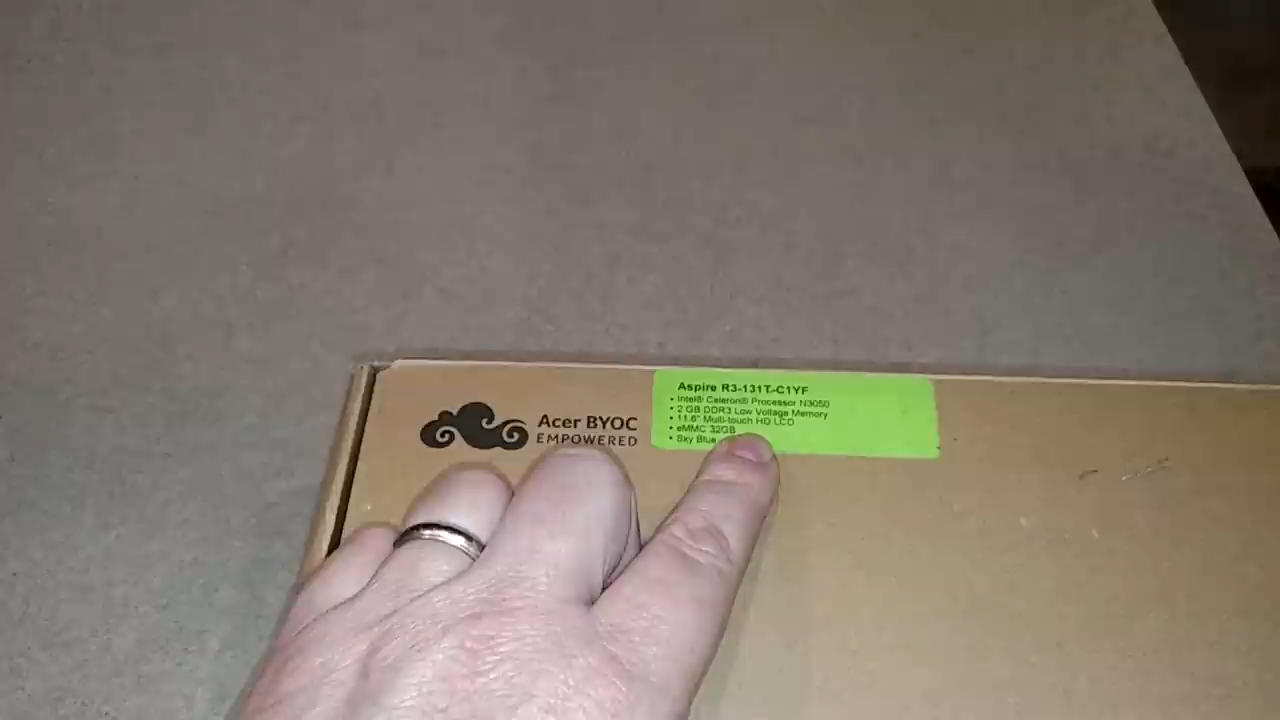 Acer BYOC
EMPOWERED
Aspire R3-131T-C1YF
• Intel® Celeron® Processor N3050
• 2 GB DDR3 Low Voltage Memory
• 11.6" Multi-touch HD LCD
• eMMC 32GB
• Sky Blue